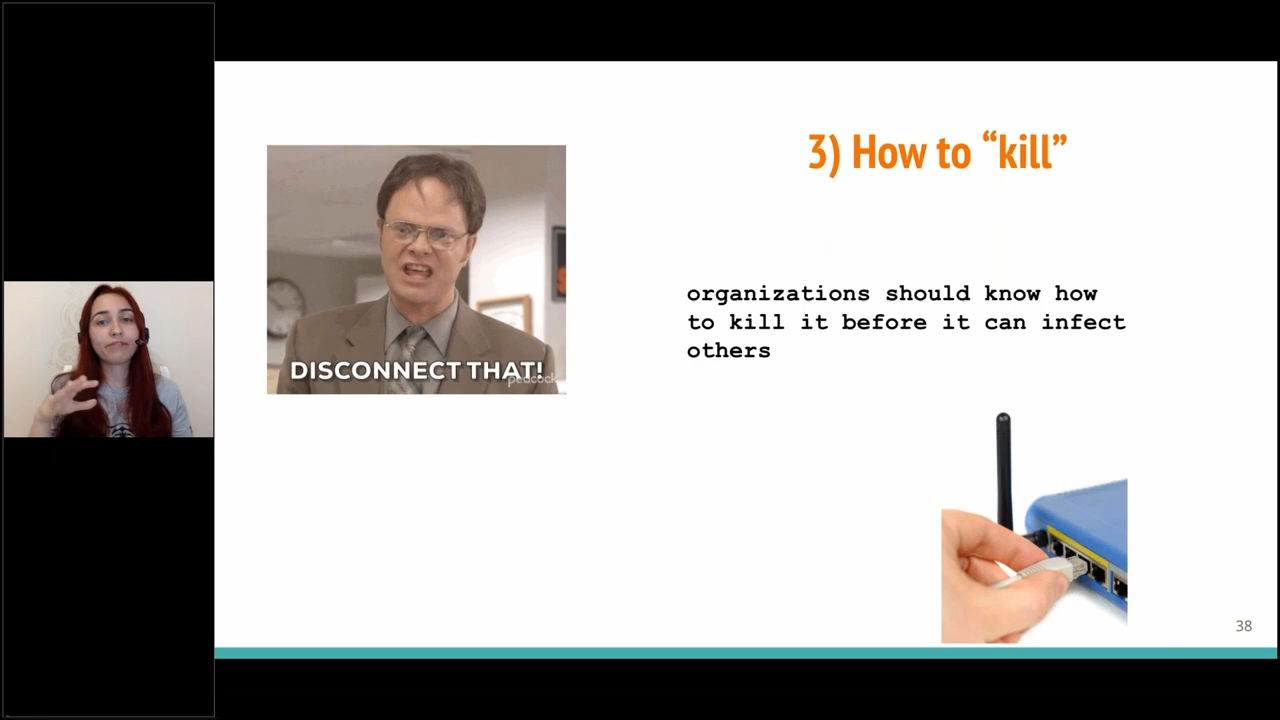 3) How to “kill”
organizations should know how
to kill it before it can infect
others
DISCONNECT THAT!
peacock
38